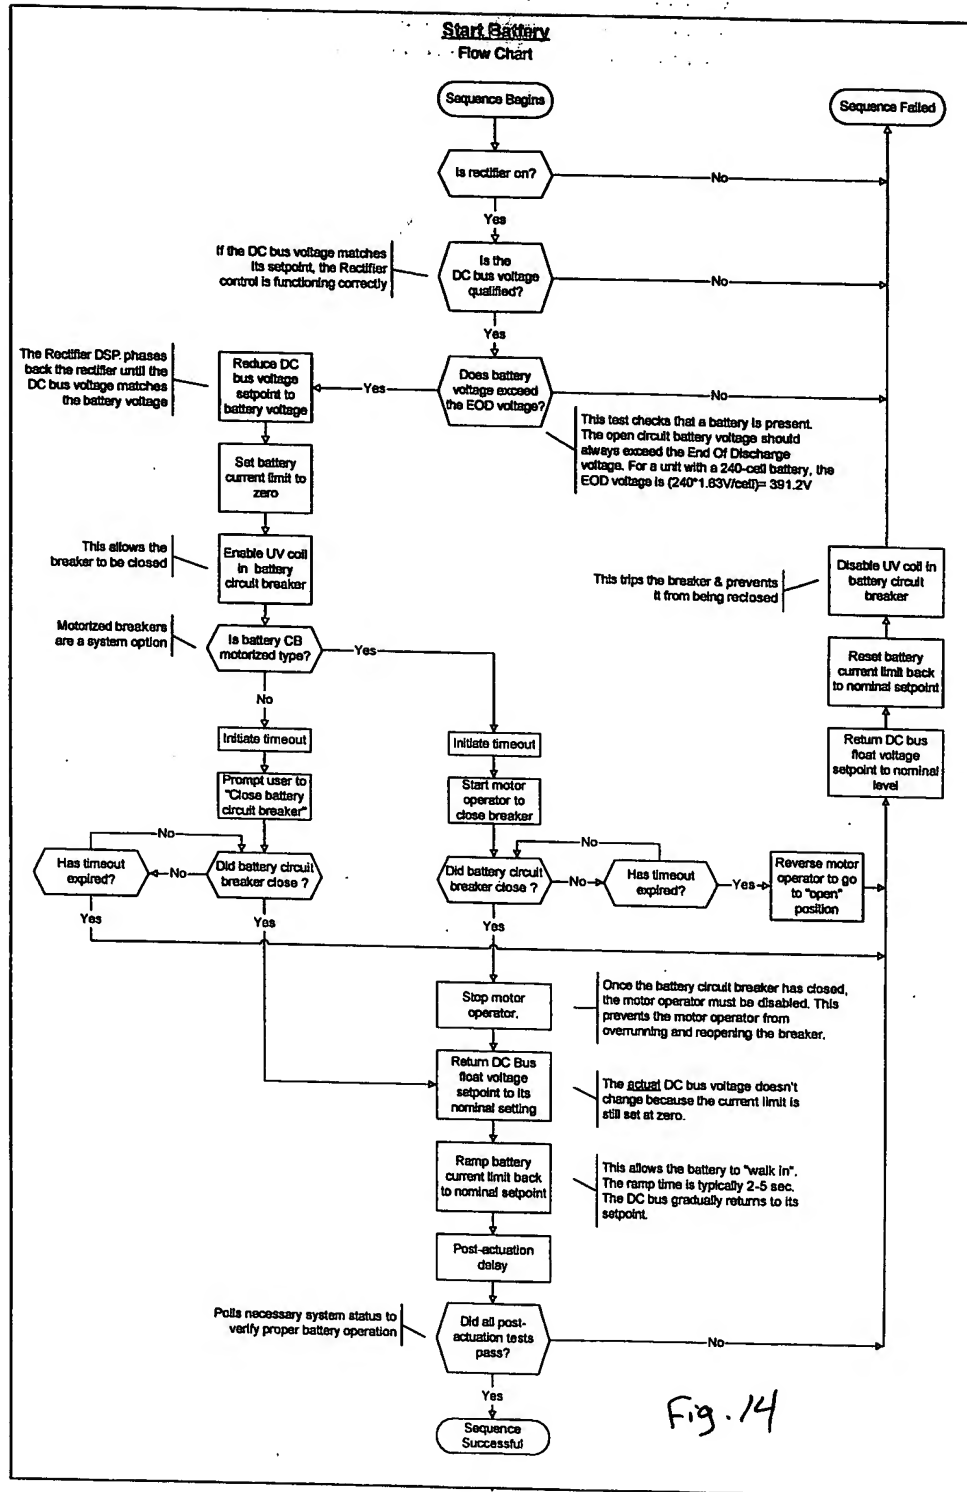 Start Battery
Flow Chart
Sequence Begins
Sequence Failed
Is rectifier on?
No
Yes
If the DC bus voltage matches
its setpoint, the Rectifier
control is functioning correctly
Is the
DC bus voltage
qualified?
No
Yes
The Rectifier DSP. phases
back the rectifier until the
DC bus voltage matches
the battery voltage
Reduce DC
bus voltage
setpoint to
battery voltage
Yes
Does battery
voltage exceed
the EOD voltage?
No
This test checks that a battery is present.
The open circuit battery voltage should
always exceed the End Of Discharge
voltage. For a unit with a 240-cell battery, the
EOD voltage is (240*1.63V/cell)= 391.2V
Set battery
current limit to
zero
This allows the
breaker to be closed
Enable UV coil
in battery
circuit breaker
This trips the breaker & prevents
it from being reclosed
Disable UV coil in
battery circuit
breaker
Motorized breakers
are a system option
Is battery CB
motorized type?
Yes
Reset battery
current limit back
to nominal setpoint
No
Initiate timeout
Initiate timeout
Return DC bus
float voltage
setpoint to nominal
level
Prompt user to
"Close battery
circuit breaker"
Start motor
operator to
close breaker
No
No
Has timeout
expired?
No
Did battery circuit
breaker close ?
Did battery circuit
breaker close ?
No
Has timeout
expired?
Yes
Reverse motor
operator to go
to "open"
position
Yes
Yes
Yes
Stop motor
operator.
Once the battery circuit breaker has closed,
the motor operator must be disabled. This
prevents the motor operator from
overrunning and reopening the breaker.
Return DC Bus
float voltage
setpoint to its
nominal setting
The actual DC bus voltage doesn't
change because the current limit is
still set at zero.
Ramp battery
current limit back
to nominal setpoint
This allows the battery to "walk in".
The ramp time is typically 2-5 sec.
The DC bus gradually returns to its
setpoint.
Post-actuation
delay
Polls necessary system status to
verify proper battery operation
Did all post-
actuation tests
pass?
No
Yes
Sequence
Successful
Fig. 14